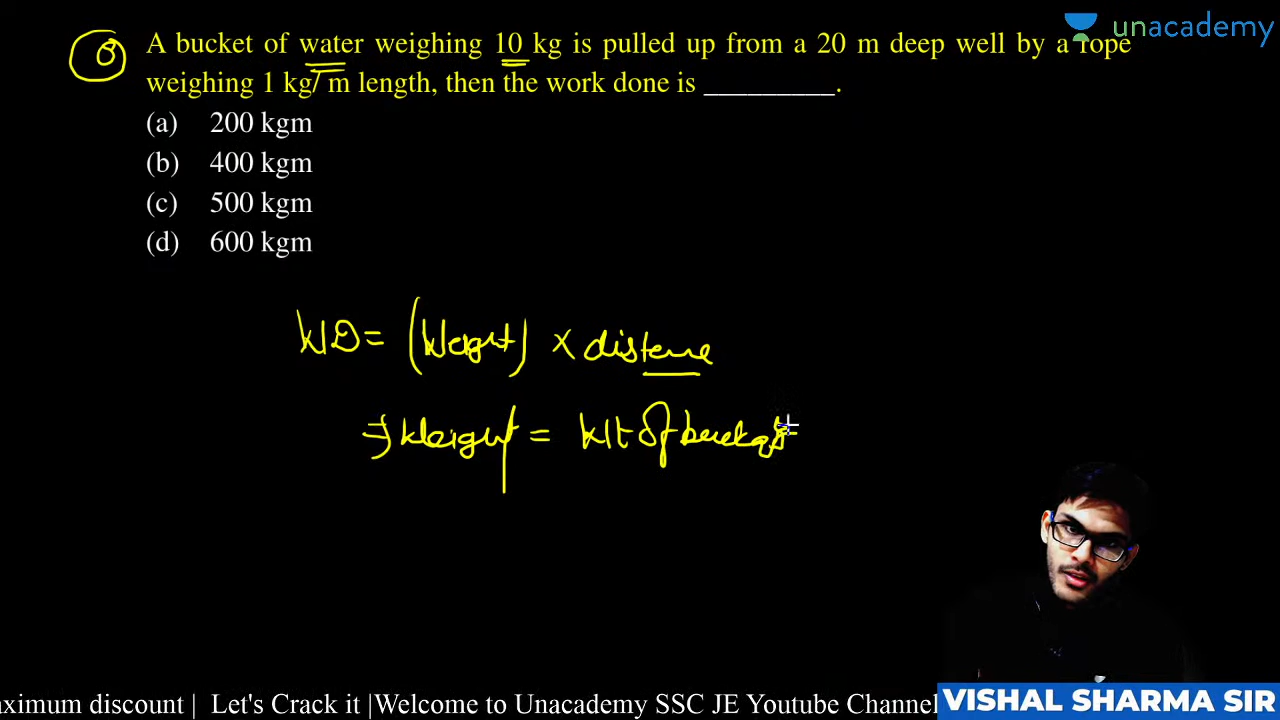 unacademy
8 A bucket of water weighing 10 kg is pulled up from a 20 m deep well by a rope
weighing 1 kg/m length, then the work done is _________.
(a) 200 kgm
(b) 400 kgm
(c) 500 kgm
(d) 600 kgm
WD = (Weight) × distance
⇒ Weight = Wt of bucket
aximum discount | Let's Crack it |Welcome to Unacademy SSC JE Youtube Channel
VISHAL SHARMA SIR